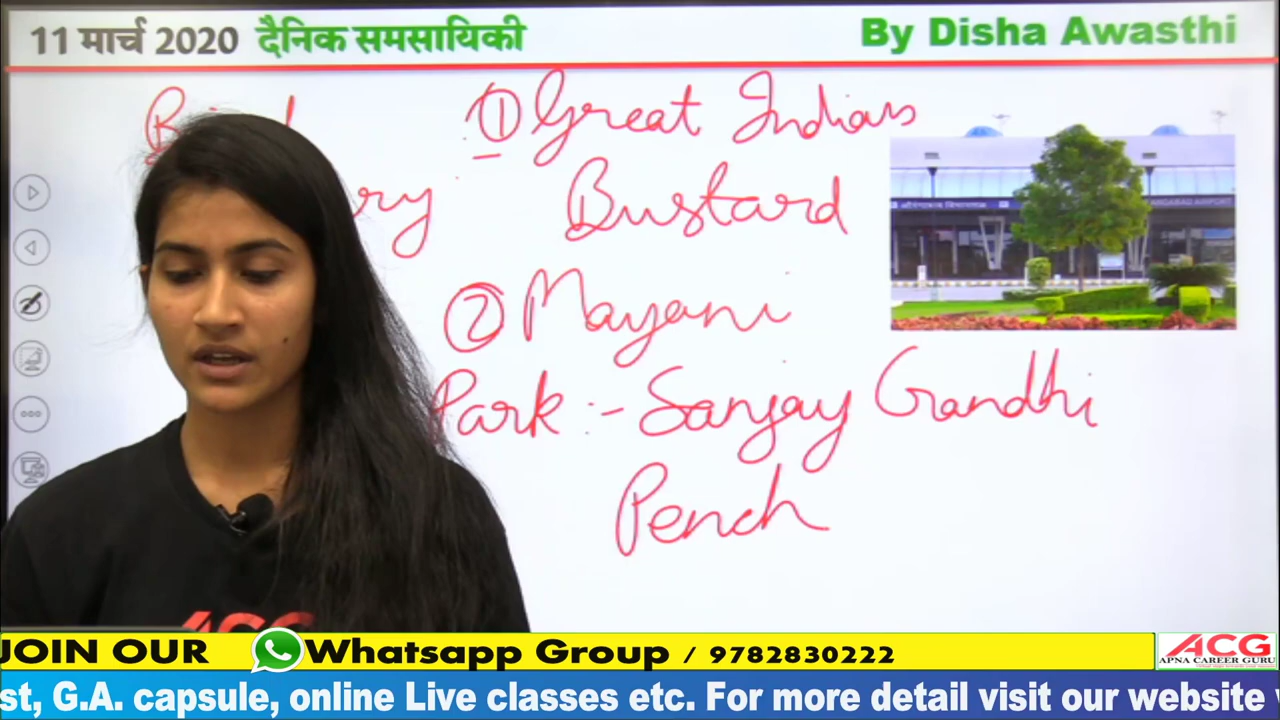 11 मार्च 2020 दैनिक समसायिकी
By Disha Awasthi
① Great Indian
Bustard
② Mayani
Park :- Sanjay Gandhi
Pench
ACG
JOIN OUR Whatsapp Group / 9782830222
ACG
APNA CAREER GURU
st, G.A. capsule, online Live classes etc. For more detail visit our website